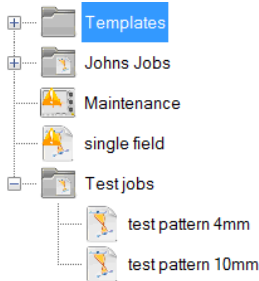 Templates
Johns Jobs
Maintenance
single field
Test jobs
test pattern 4mm
test pattern 10mm